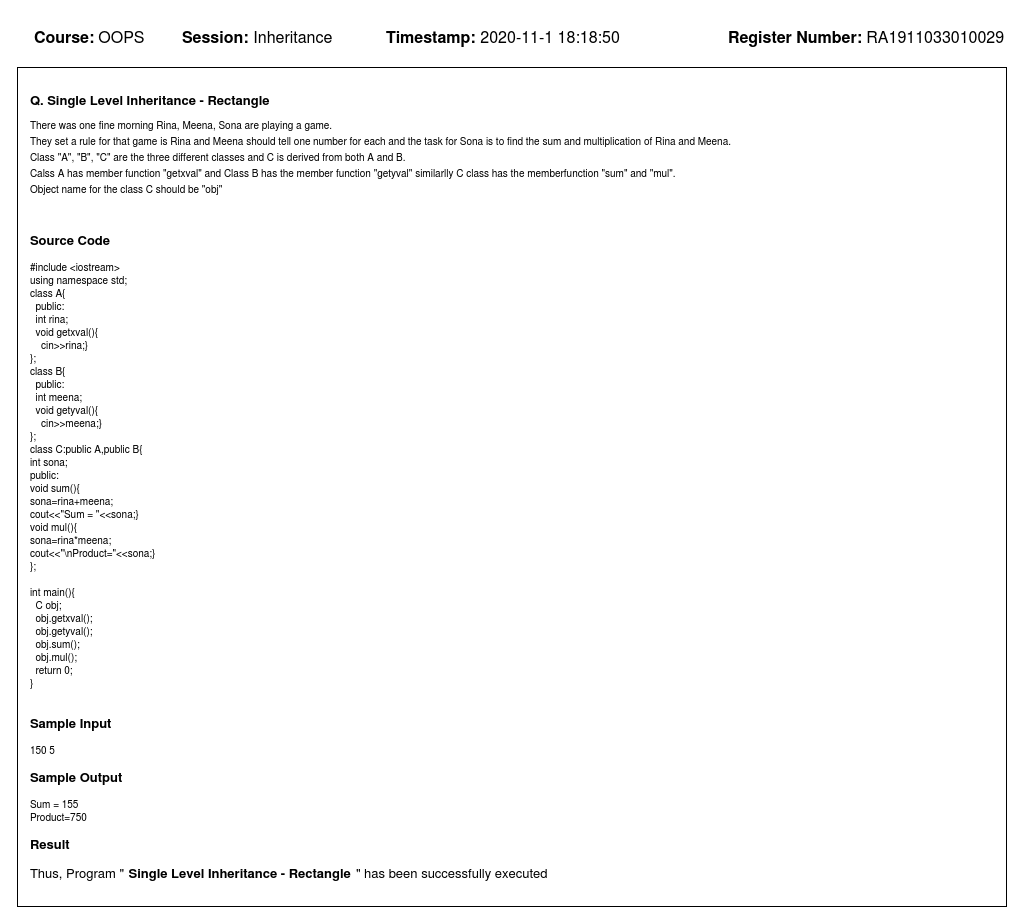 Course: OOPS Session: Inheritance Timestamp: 2020-11-1 18:18:50 Register Number: RA1911033010029
Q. Single Level Inheritance - Rectangle
There was one fine morning Rina, Meena, Sona are playing a game.
They set a rule for that game is Rina and Meena should tell one number for each and the task for Sona is to find the sum and multiplication of Rina and Meena.
Class "A", "B", "C" are the three different classes and C is derived from both A and B.
Calss A has member function "getxval" and Class B has the member function "getyval" similarlly C class has the memberfunction "sum" and "mul".
Object name for the class C should be "obj"
Source Code
#include <iostream>
using namespace std;
class A{
  public:
  int rina;
  void getxval(){
    cin>>rina;}
};
class B{
  public:
  int meena;
  void getyval(){
    cin>>meena;}
};
class C:public A,public B{
int sona;
public:
void sum(){
sona=rina+meena;
cout<<"Sum = "<<sona;}
void mul(){
sona=rina*meena;
cout<<"\nProduct="<<sona;}
};
int main(){
  C obj;
  obj.getxval();
  obj.getyval();
  obj.sum();
  obj.mul();
  return 0;
}
Sample Input
150 5
Sample Output
Sum = 155
Product=750
Result
Thus, Program " Single Level Inheritance - Rectangle " has been successfully executed